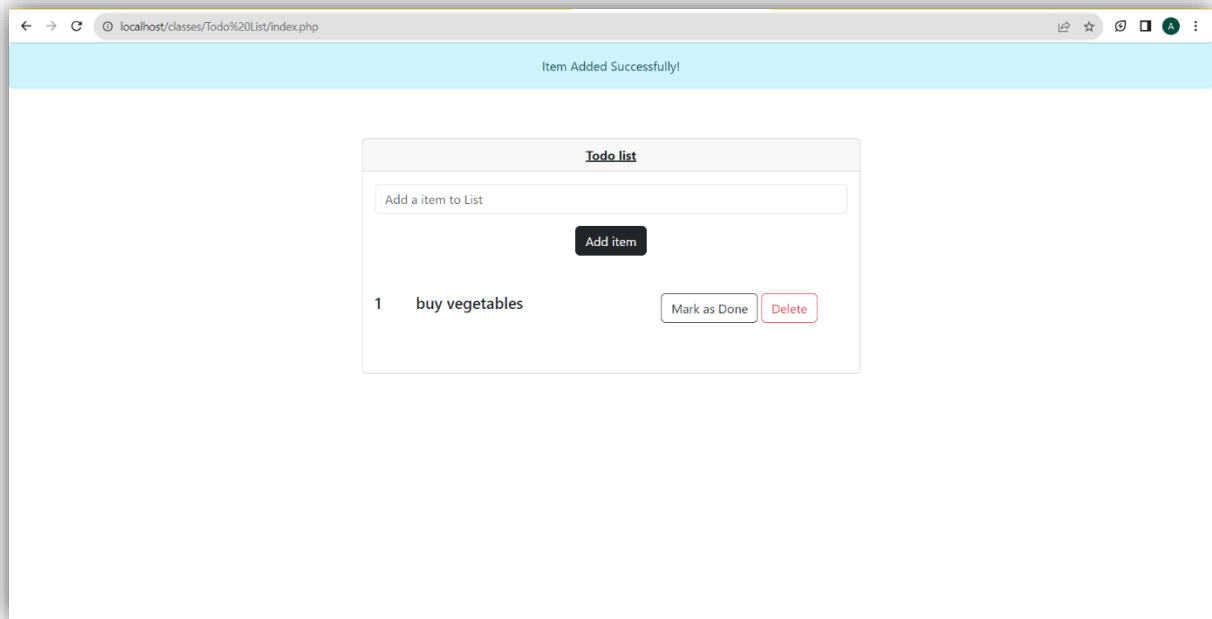 localhost/classes/Todo%20List/index.php
A
Item Added Successfully!
Todo list
Add a item to List
Add item
1 buy vegetables Mark as Done Delete